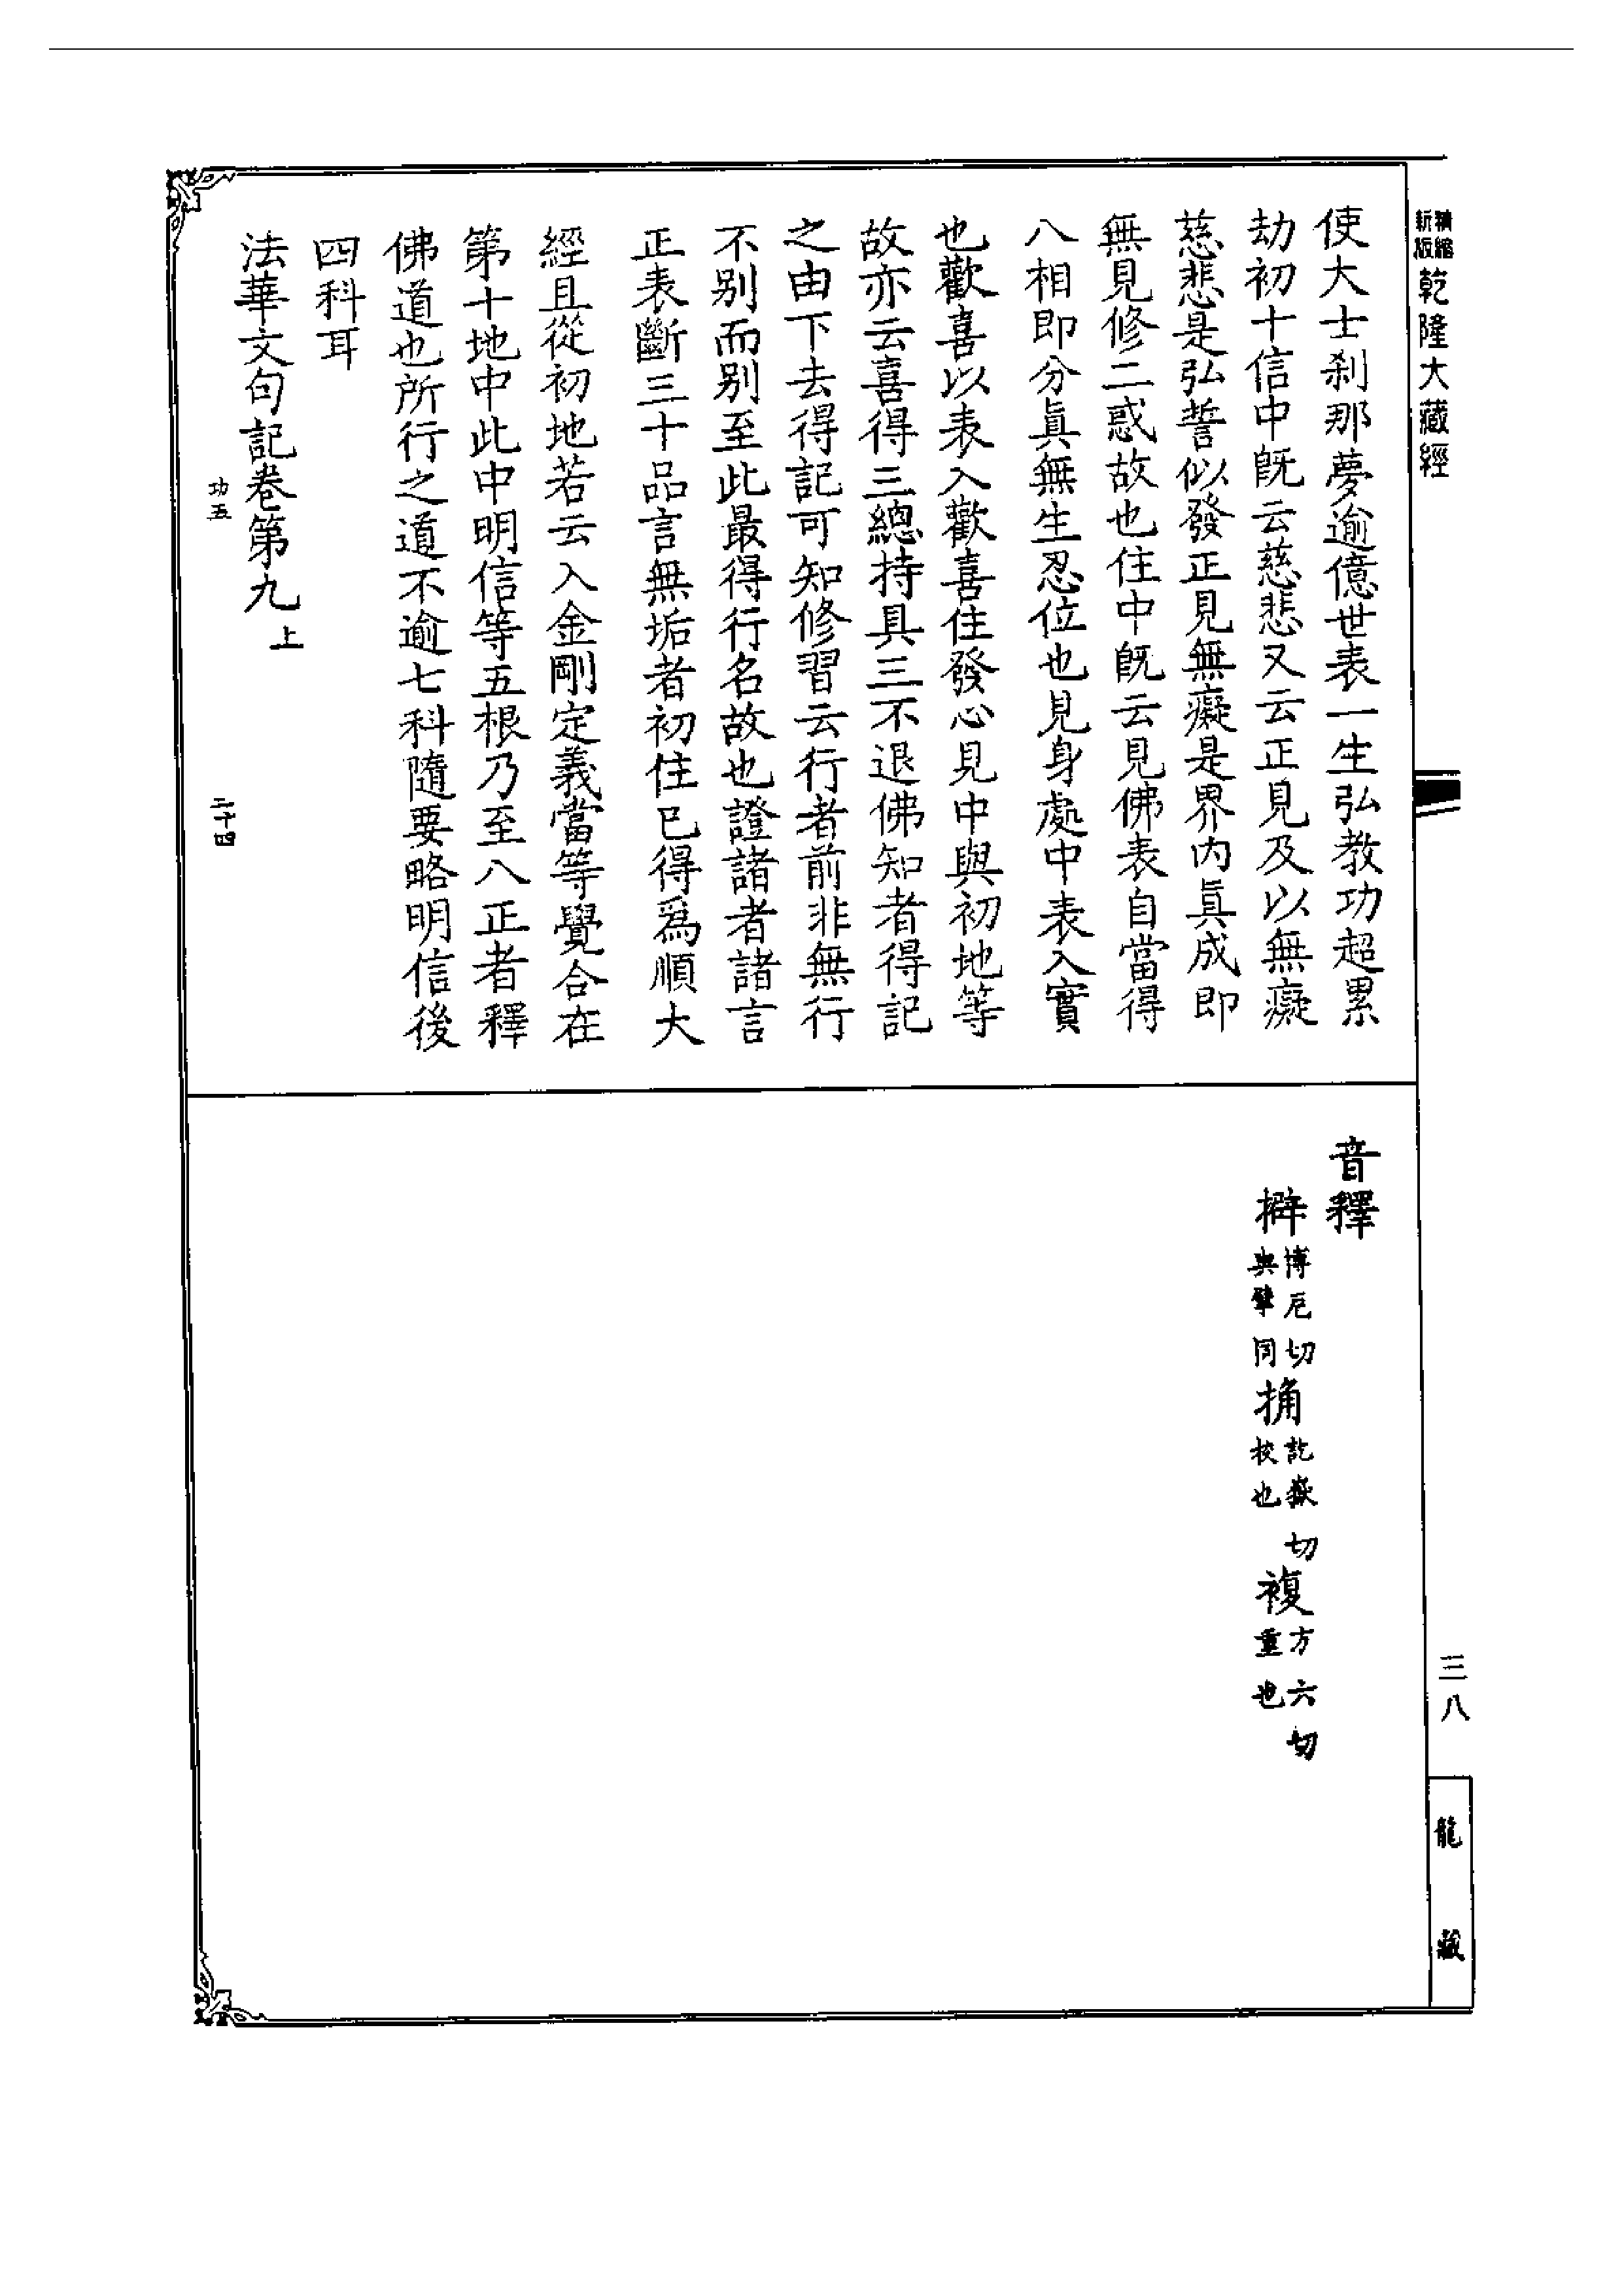 精縮新版
乾隆大藏經
使大士剎那夢逾億世表一生弘教功超累
劫初十信中旣云慈悲又云正見及以無癡
慈悲是弘誓似發正見無癡是界內眞成即
無見修二惑故也住中旣云見佛表自當得
八相即分眞無生忍位也見身處中表入實
也歡喜以表入歡喜住發心見中與初地等
故亦云喜得三總持具三不退佛知者得記
之由下去得記可知修習云行者前非無行
不别而别至此最得行名故也證諸者諸言
正表斷三十品言無垢者初住已得爲順大
經且從初地若云入金剛定義當等覺合在
第十地中此中明信等五根乃至八正者釋
佛道也所行之道不逾七科隨要略明信後
四科耳
法華文句記卷第九上
功五
二十四
音釋
擗博厄切與擘同捔訖嶽切校也複方六切重也
三八
龍藏